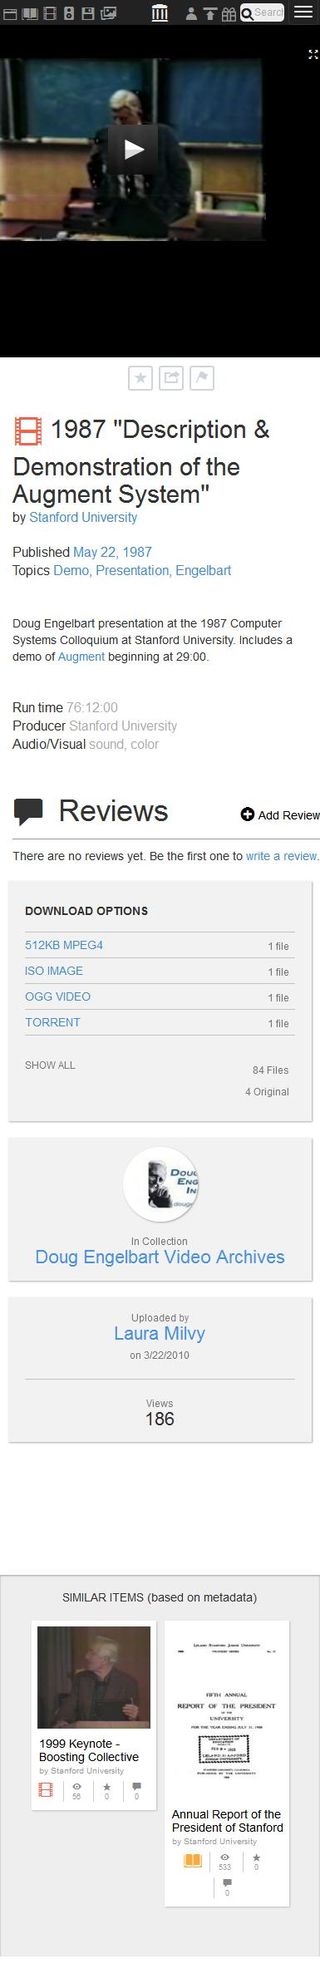 Search
1987 "Description &
Demonstration of the
Augment System"
by Stanford University
Published May 22, 1987
Topics Demo, Presentation, Engelbart
Doug Engelbart presentation at the 1987 Computer
Systems Colloquium at Stanford University. Includes a
demo of Augment beginning at 29:00.
Run time 76:12:00
Producer Stanford University
Audio/Visual sound, color
Reviews
Add Review
There are no reviews yet. Be the first one to write a review.
DOWNLOAD OPTIONS
512KB MPEG4 1 file
ISO IMAGE 1 file
OGG VIDEO 1 file
TORRENT 1 file
SHOW ALL 84 Files
4 Original
In Collection
Doug Engelbart Video Archives
Uploaded by
Laura Milvy
on 3/22/2010
Views
186
SIMILAR ITEMS (based on metadata)
1999 Keynote -
Boosting Collective
by Stanford University
56 0 0
LELAND STANFORD JUNIOR UNIVERSITY
FIFTH ANNUAL
REPORT OF THE PRESIDENT
OF THE
UNIVERSITY
FOR THE YEAR ENDING JULY 31, 1908
Annual Report of the
President of Stanford
by Stanford University
533 0
0